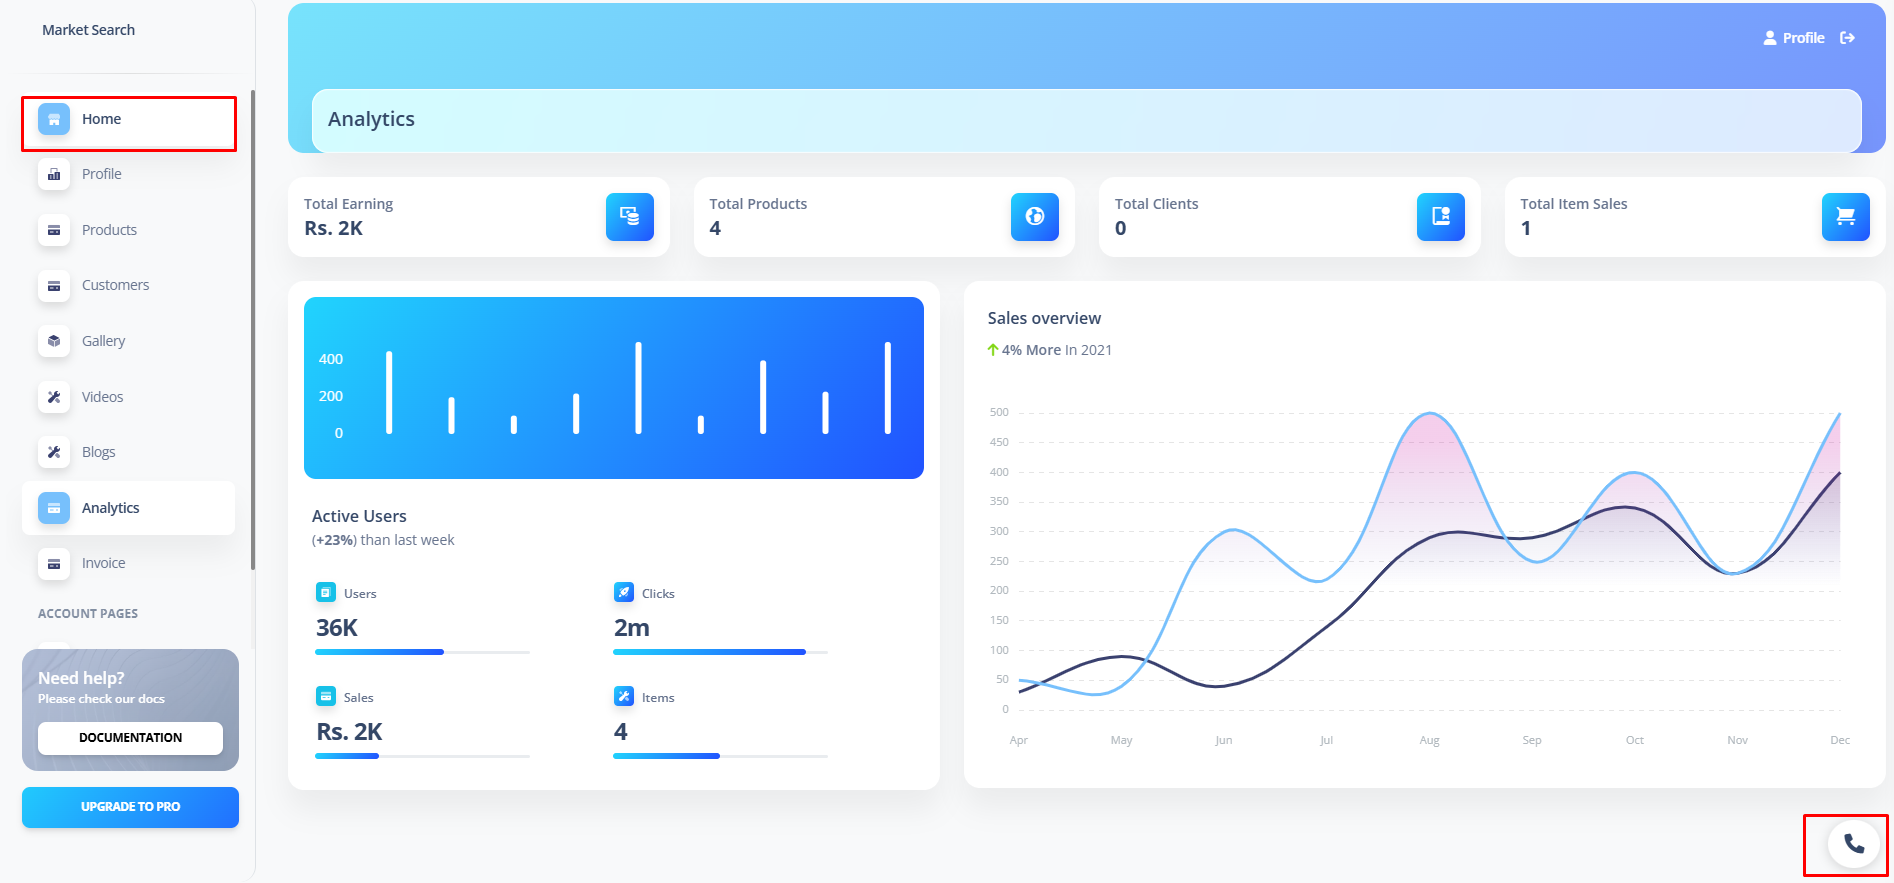 Market Search
Home
Profile
Products
Customers
Gallery
Videos
Blogs
Analytics
Invoice
ACCOUNT PAGES
Need help?
Please check our docs
DOCUMENTATION
UPGRADE TO PRO
Profile
Analytics
Total Earning
Rs. 2K
Total Products
4
Total Clients
0
Total Item Sales
1
400
200
0
Active Users
(+23%) than last week
Users
36K
Clicks
2m
Sales
Rs. 2K
Items
4
Sales overview
4% More In 2021
500
450
400
350
300
250
200
150
100
50
0
Apr May Jun Jul Aug Sep Oct Nov Dec